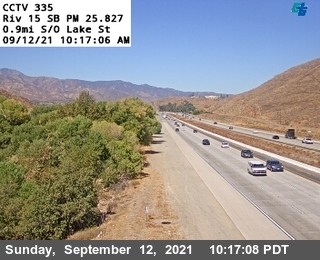 CCTV 335
Riv 15 SB PM 25.827
0.9mi S/O Lake St
09/12/21 10:17:06 AM
Sunday, September 12, 2021 10:17:08 PDT